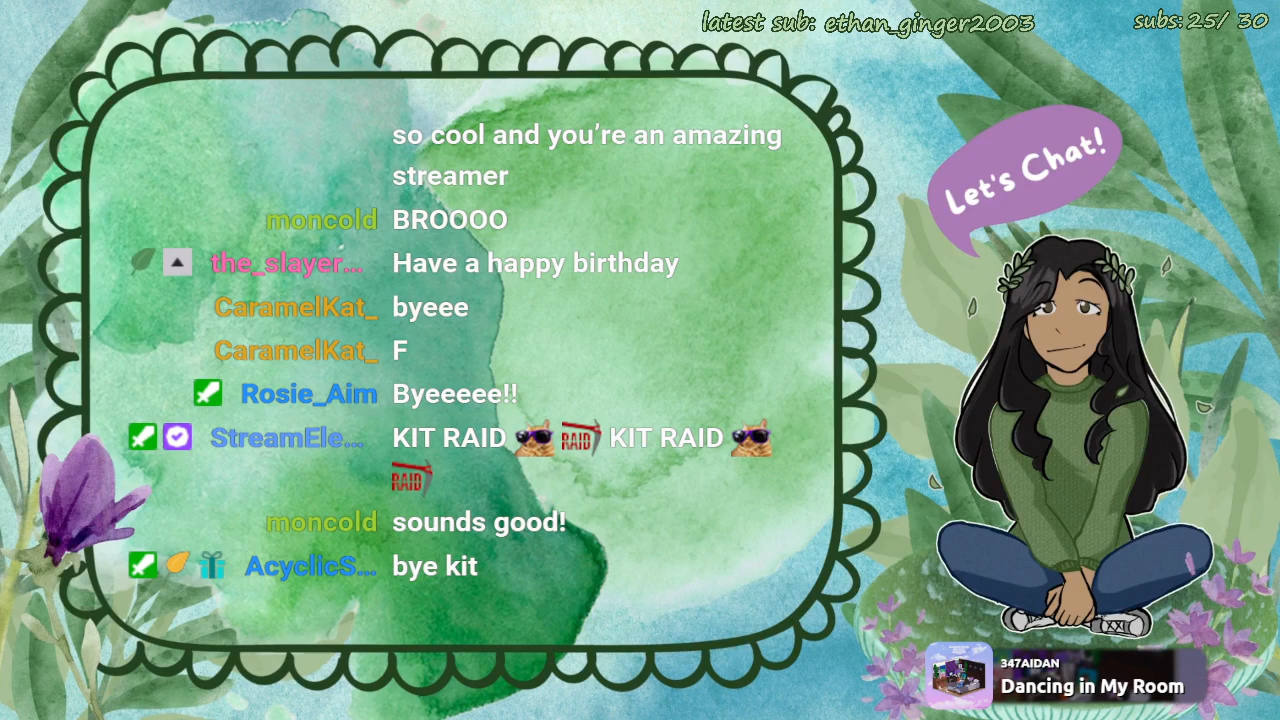 latest sub: ethan_ginger2003
subs: 25/ 30
so cool and you’re an amazing
streamer
moncold BROOOO
the_slayer... Have a happy birthday
CaramelKat_ byeee
CaramelKat_ F
Rosie_Aim Byeeeee!!
StreamEle... KIT RAID RAID KIT RAID
RAID
moncold sounds good!
AcyclicS... bye kit
Let's Chat!
347AIDAN
Dancing in My Room